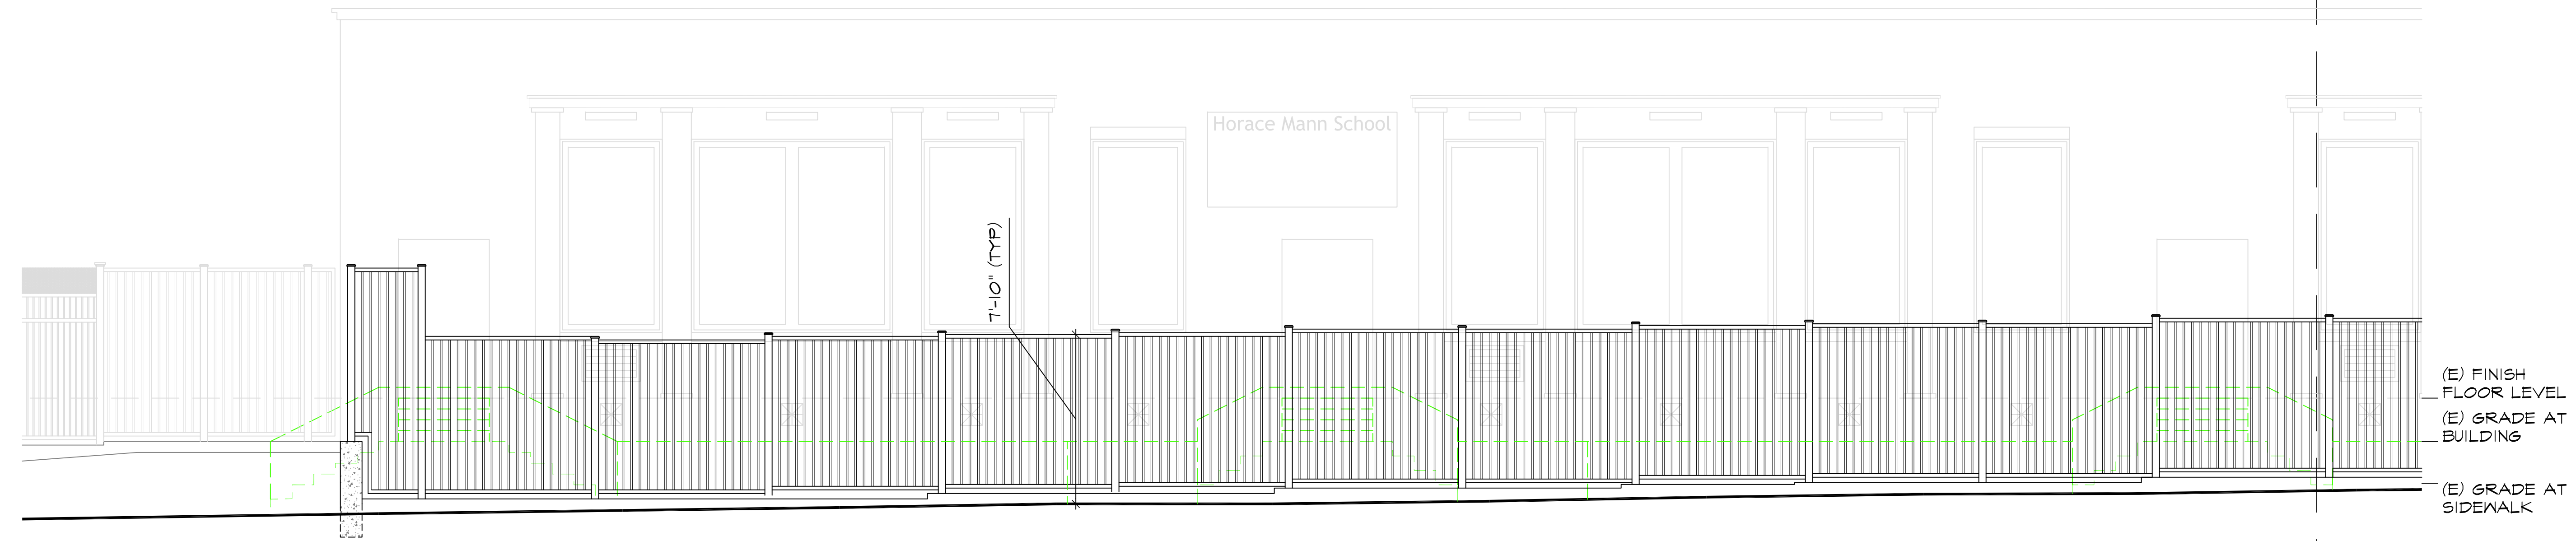 Horace Mann School
7'-10" (TYP)
(E) FINISH
FLOOR LEVEL
(E) GRADE AT
BUILDING
(E) GRADE AT
SIDEWALK